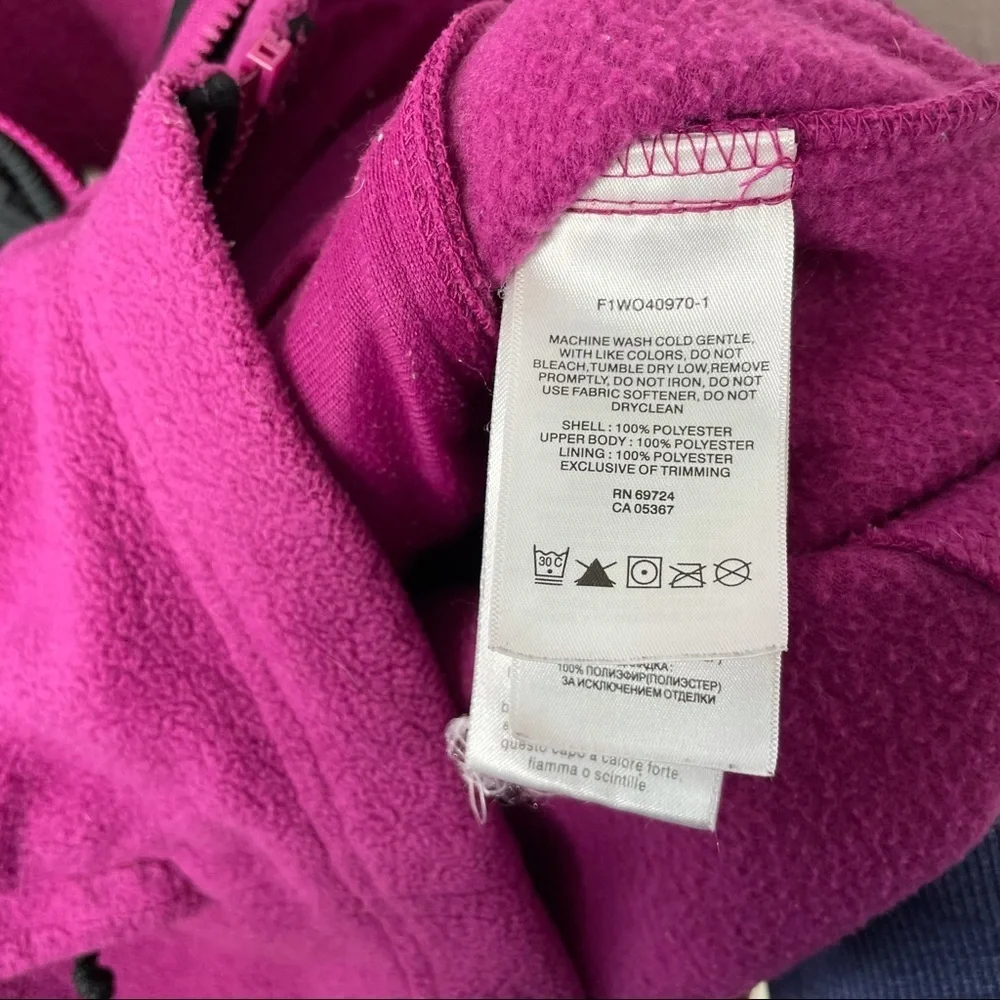 F1WO40970-1
MACHINE WASH COLD GENTLE,
WITH LIKE COLORS, DO NOT
BLEACH,TUMBLE DRY LOW,REMOVE
PROMPTLY, DO NOT IRON, DO NOT
USE FABRIC SOFTENER, DO NOT
DRYCLEAN
SHELL : 100% POLYESTER
UPPER BODY : 100% POLYESTER
LINING : 100% POLYESTER
EXCLUSIVE OF TRIMMING
RN 69724
CA 05367
30 C
100% ПОЛИЭФИР(ПОЛИЭСТЕР)
ЗА ИСКЛЮЧЕНИЕМ ОТДЕЛКИ
questo capo a calore forte,
fiamma o scintille